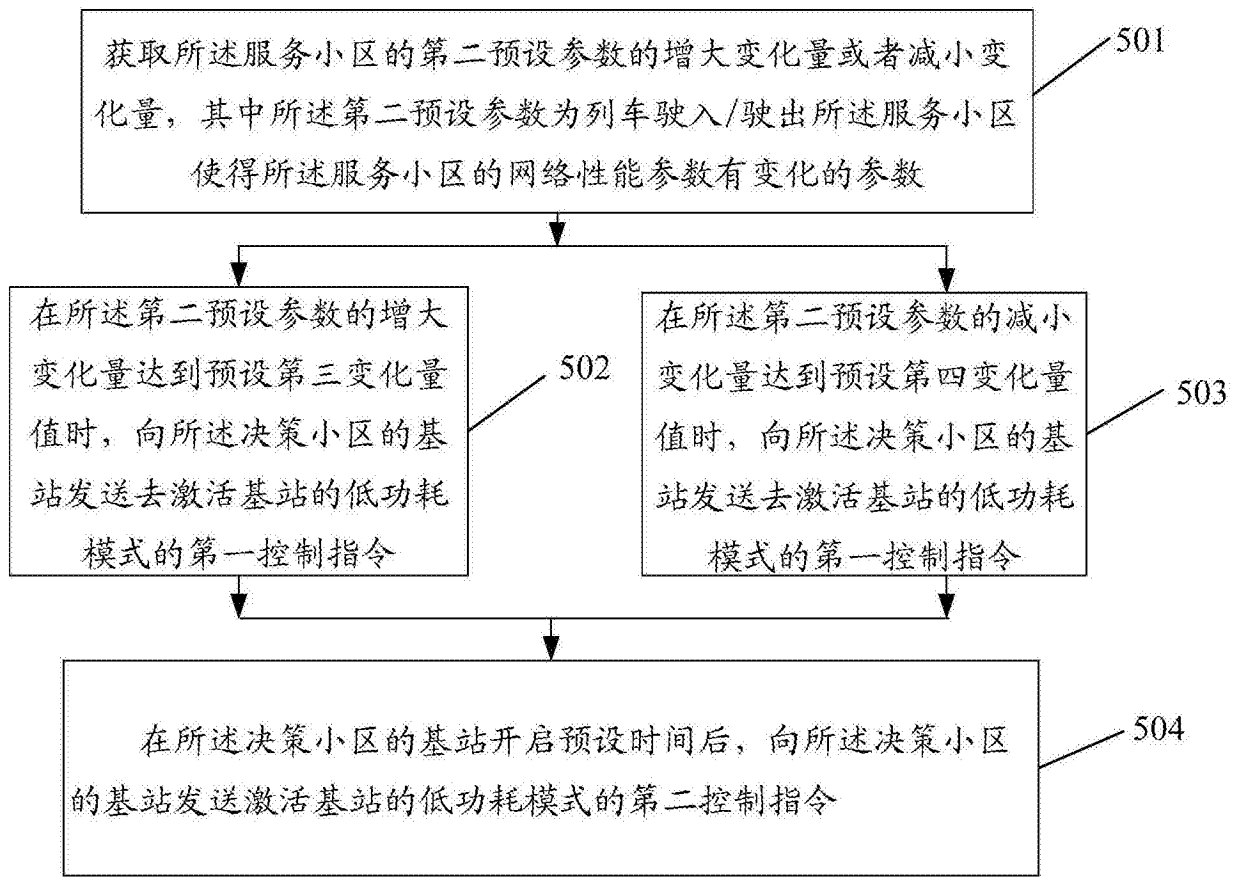 获取所述服务小区的第二预设参数的增大变化量或者减小变
化量，其中所述第二预设参数为列车驶入/驶出所述服务小区
使得所述服务小区的网络性能参数有变化的参数
501
在所述第二预设参数的增大
变化量达到预设第三变化量
值时，向所述决策小区的基
站发送去激活基站的低功耗
模式的第一控制指令
502
在所述第二预设参数的减小
变化量达到预设第四变化量
值时，向所述决策小区的基
站发送去激活基站的低功耗
模式的第一控制指令
503
在所述决策小区的基站开启预设时间后，向所述决策小区
的基站发送激活基站的低功耗模式的第二控制指令
504